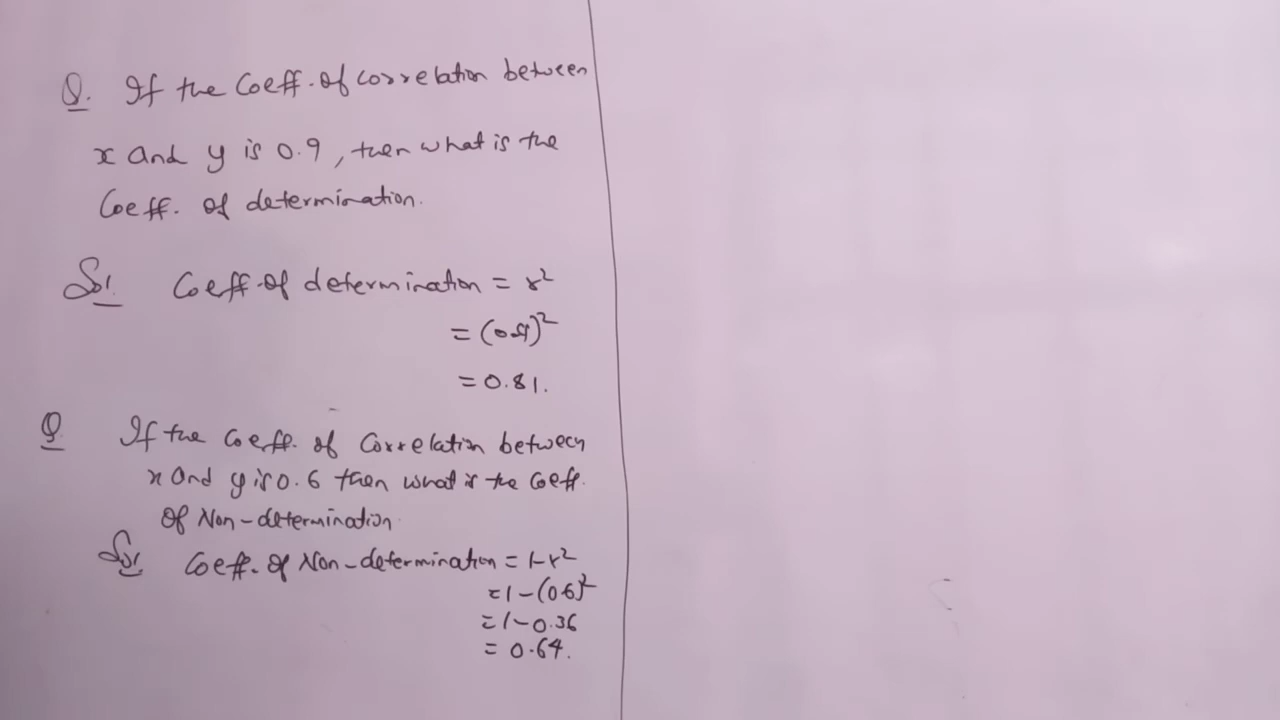 Q. If the Coeff. of correlation between
x and y is 0.9, then what is the
Coeff. of determination.
Sol. Coeff. of determination = r²
= (0.9)²
= 0.81.
Q If the Coeff. of Correlation between
x and y is 0.6 then what is the Coeff.
of Non-determination.
Sol. Coeff. of Non-determination = 1-r²
= 1 - (0.6)²
= 1 - 0.36
= 0.64.